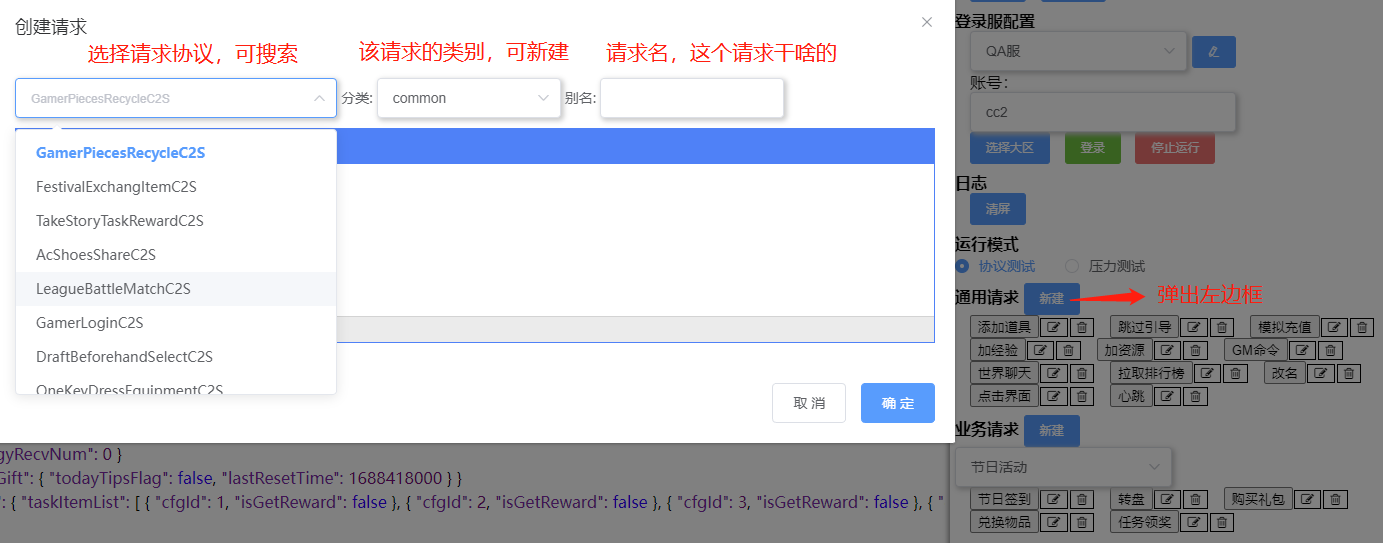 创建请求
选择请求协议，可搜索
该请求的类别，可新建
请求名，这个请求干啥的
GamerPiecesRecycleC2S
分类:
common
别名:
GamerPiecesRecycleC2S
FestivalExchangItemC2S
TakeStoryTaskRewardC2S
AcShoesShareC2S
LeagueBattleMatchC2S
GamerLoginC2S
DraftBeforehandSelectC2S
OneKeyDressEquipmentC2S
取 消
确 定
gyRecvNum": 0 }
Gift": { "todayTipsFlag": false, "lastResetTime": 1688418000 } }
": { "taskItemList": [ { "cfgId": 1, "isGetReward": false }, { "cfgId": 2, "isGetReward": false }, { "cfgId": 3, "isGetReward": false }, { "
登录服配置
QA服
账号：
cc2
选择大区 登录 停止运行
日志
清屏
运行模式
协议测试 压力测试
通用请求 新建
弹出左边框
添加道具 跳过引导 模拟充值
加经验 加资源 GM命令
世界聊天 拉取排行榜 改名
点击界面 心跳
业务请求 新建
节日活动
节日签到 转盘 购买礼包
兑换物品 任务领奖